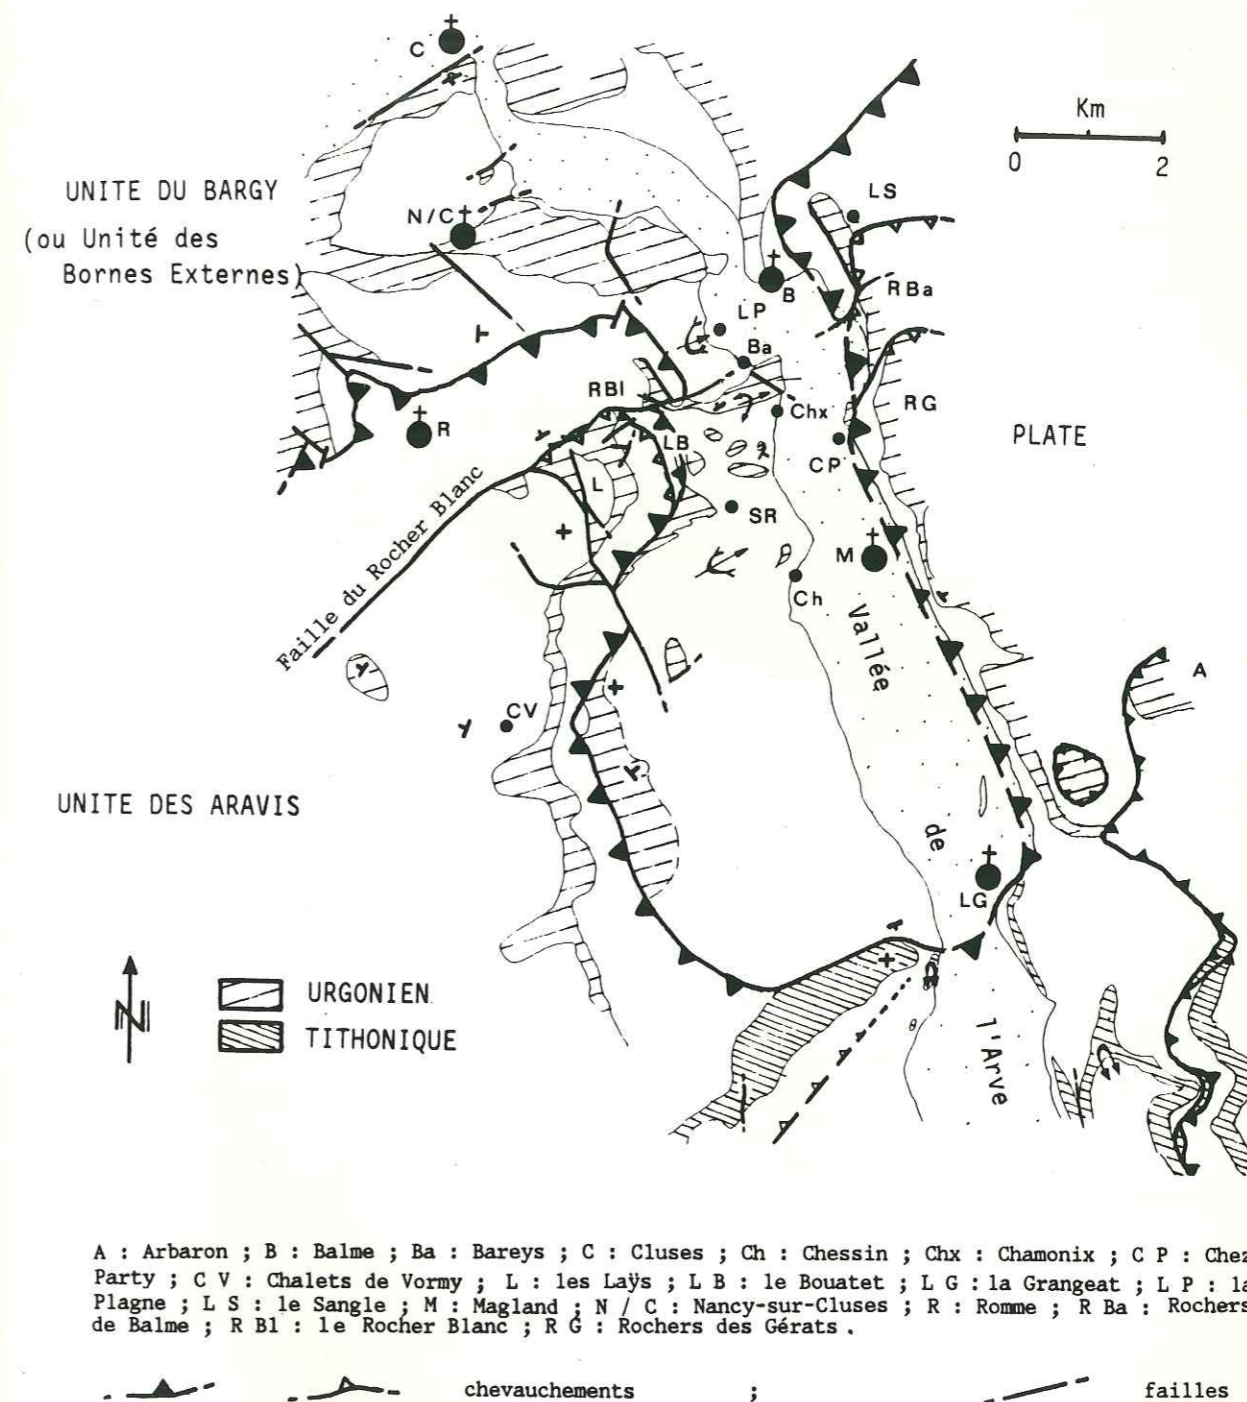 C
Km
0 2
UNITE DU BARGY
(ou Unité des
Bornes Externes)
N/C
LS
B
RBa
LP
Ba
RBl
RG
Chx
R
LB
CP
PLATE
L
SR
M
Faille du Rocher Blanc
Ch
Vallée
A
CV
UNITE DES ARAVIS
de
LG
N
URGONIEN
TITHONIQUE
l'Arve
A : Arbaron ; B : Balme ; Ba : Bareys ; C : Cluses ; Ch : Chessin ; Chx : Chamonix ; C P : Chez
Party ; C V : Chalets de Vormy ; L : les Laÿs ; L B : le Bouatet ; L G : la Grangeat ; L P : la
Plagne ; L S : le Sangle ; M : Magland ; N / C : Nancy-sur-Cluses ; R : Romme ; R Ba : Rochers
de Balme ; R Bl : le Rocher Blanc ; R G : Rochers des Gérats .
chevauchements ; failles